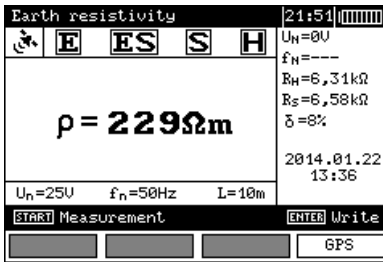 Earth resistivity 21:51
E ES S H
ρ = 229Ωm
Un=25V fn=50Hz L=10m
UN=0V
fN=---
RH=6,31kΩ
RS=6,58kΩ
δ=8%
2014.01.22
13:36
START Measurement ENTER Write
GPS